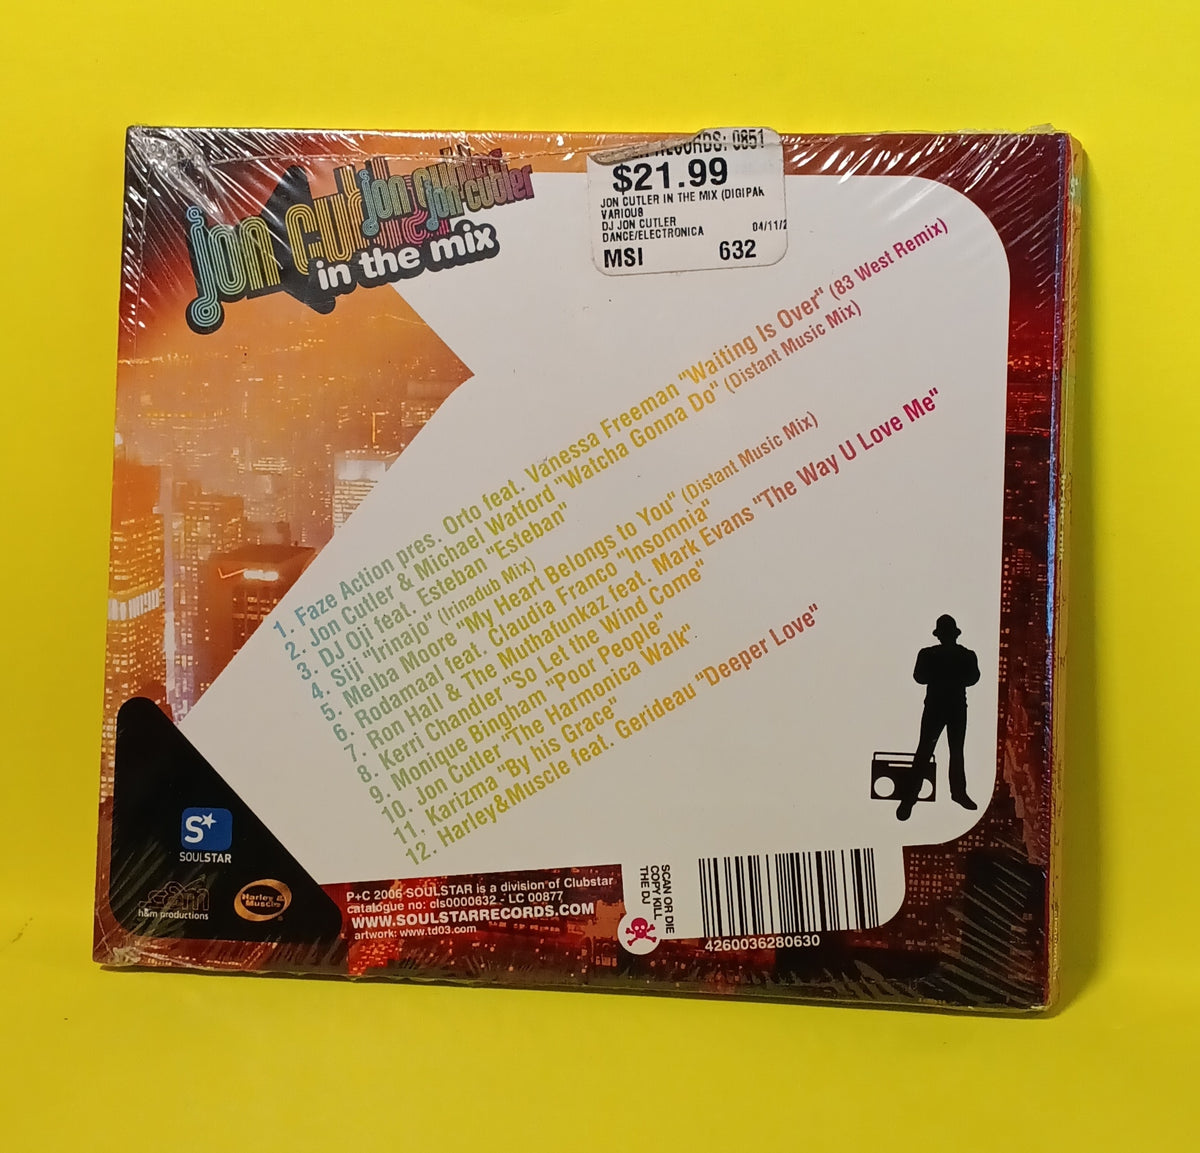 jon cutler
in the mix
RECORDS: 0851
$21.99
JON CUTLER IN THE MIX (DIGIPAK
VARIOUS
DJ JON CUTLER
DANCE/ELECTRONICA 04/11/2
MSI 632
1. Faze Action pres. Orto feat. Vanessa Freeman "Waiting Is Over" (83 West Remix)
2. Jon Cutler & Michael Watford "Watcha Gonna Do" (Distant Music Mix)
3. DJ Oji feat. Esteban "Esteban"
4. Siji "Irinajo" (Irinadub Mix)
5. Melba Moore "My Heart Belongs to You" (Distant Music Mix)
6. Rodamaal feat. Claudia Franco "Insomnia"
7. Ron Hall & The Muthafunkaz feat. Mark Evans "The Way U Love Me"
8. Kerri Chandler "So Let the Wind Come"
9. Monique Bingham "Poor People"
10. Jon Cutler "The Harmonica Walk"
11. Karizma "By his Grace"
12. Harley&Muscle feat. Gerideau "Deeper Love"
S
SOULSTAR
h&m productions
Harley & Muscle
P+C 2006 SOULSTAR is a division of Clubstar
catalogue no: cls0000632 - LC 00877
WWW.SOULSTARRECORDS.COM
artwork: www.td03.com
SCAN OR DIE
COPY KILL
THE DJ
4260036280630